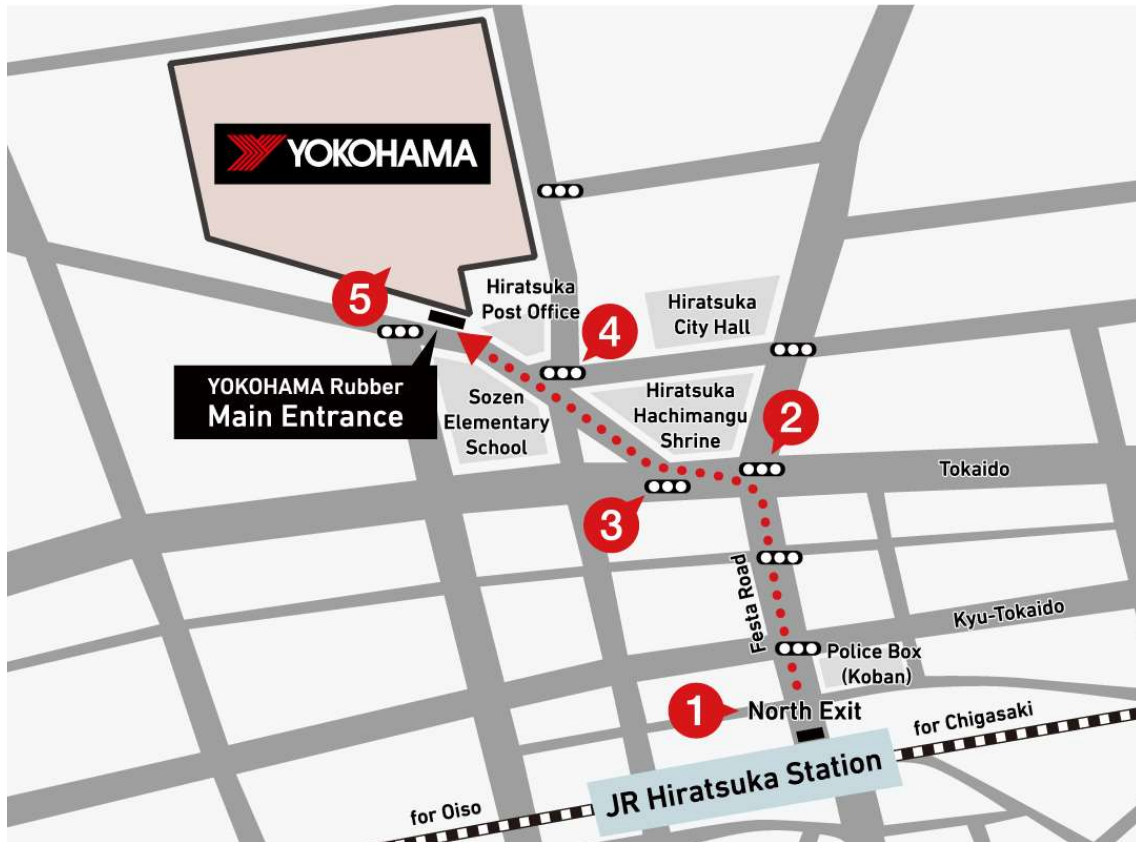 YOKOHAMA
5
Hiratsuka
Post Office
4
Hiratsuka
City Hall
YOKOHAMA Rubber
Main Entrance
Sozen
Elementary
School
Hiratsuka
Hachimangu
Shrine
2
Tokaido
3
Festa Road
Kyu-Tokaido
Police Box
(Koban)
1
North Exit
for Chigasaki
JR Hiratsuka Station
for Oiso